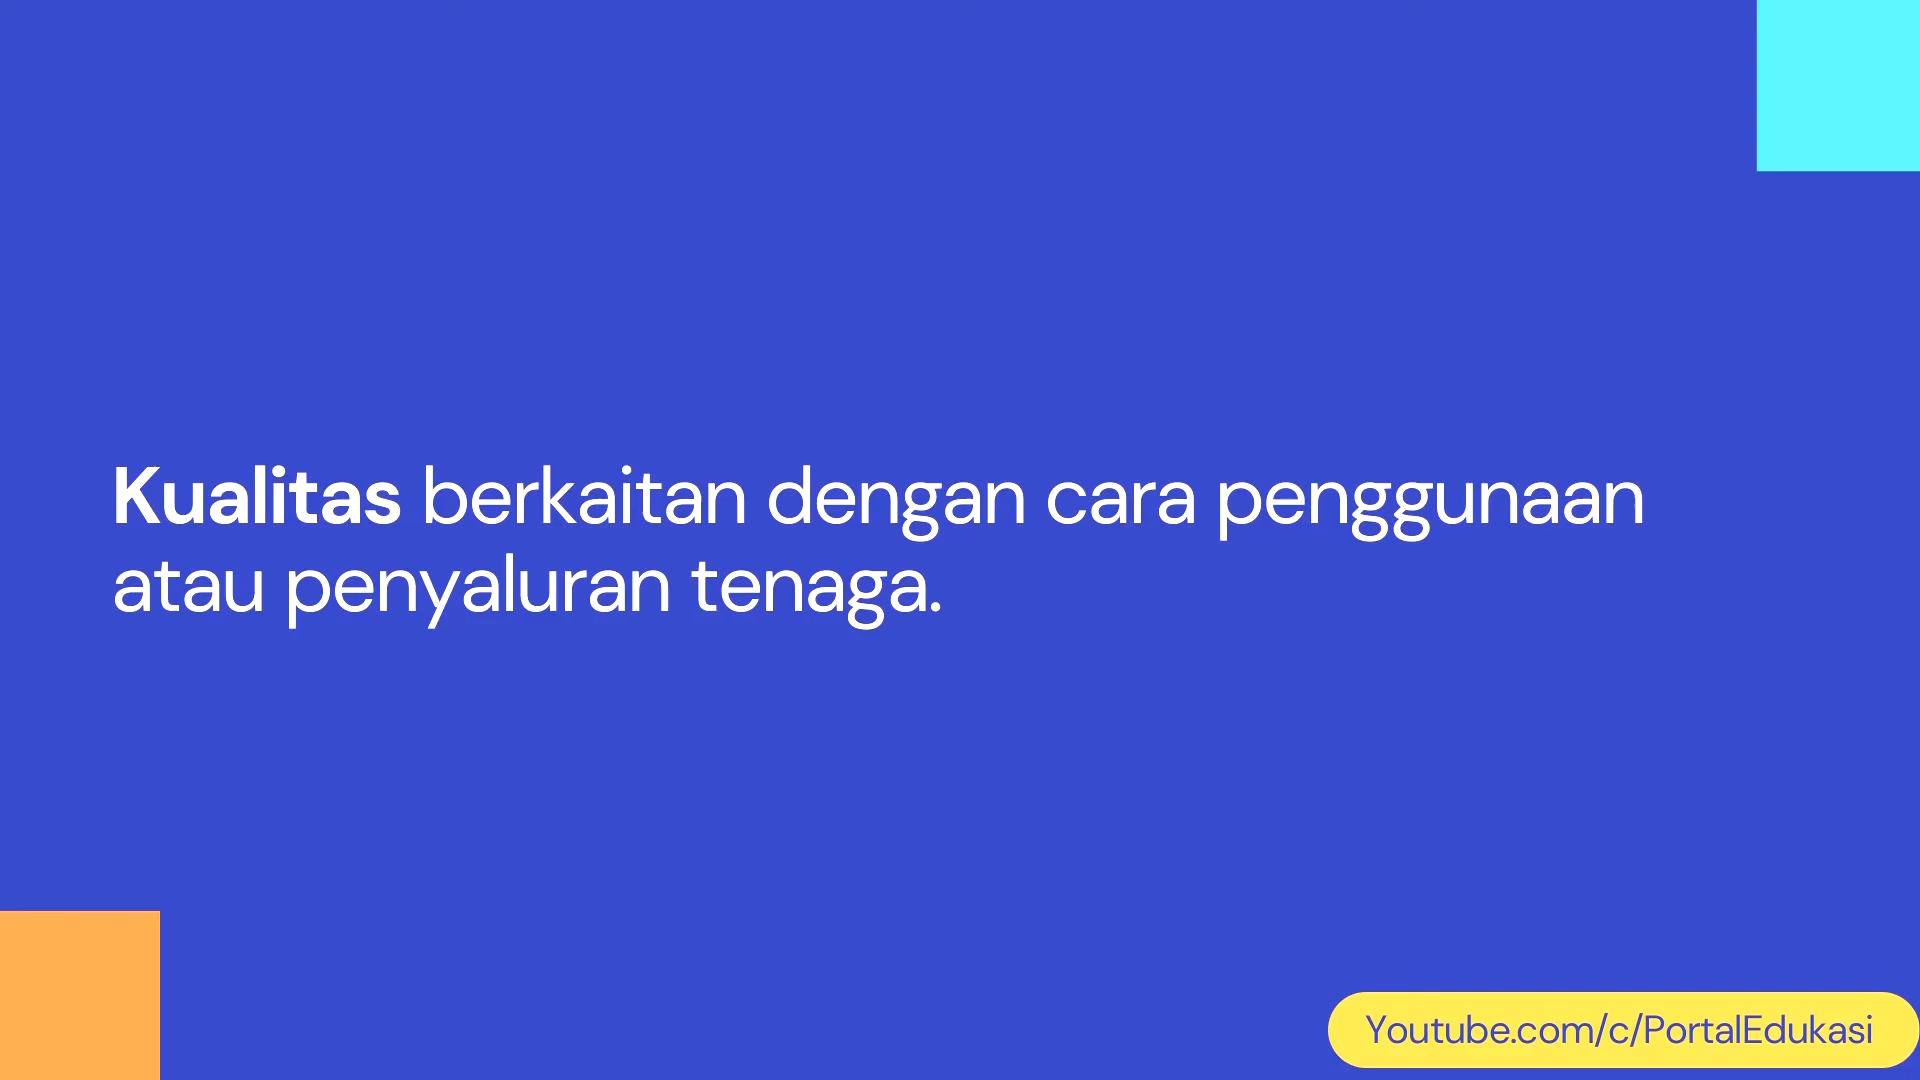 Kualitas berkaitan dengan cara penggunaan
atau penyaluran tenaga.
Youtube.com/c/PortalEdukasi